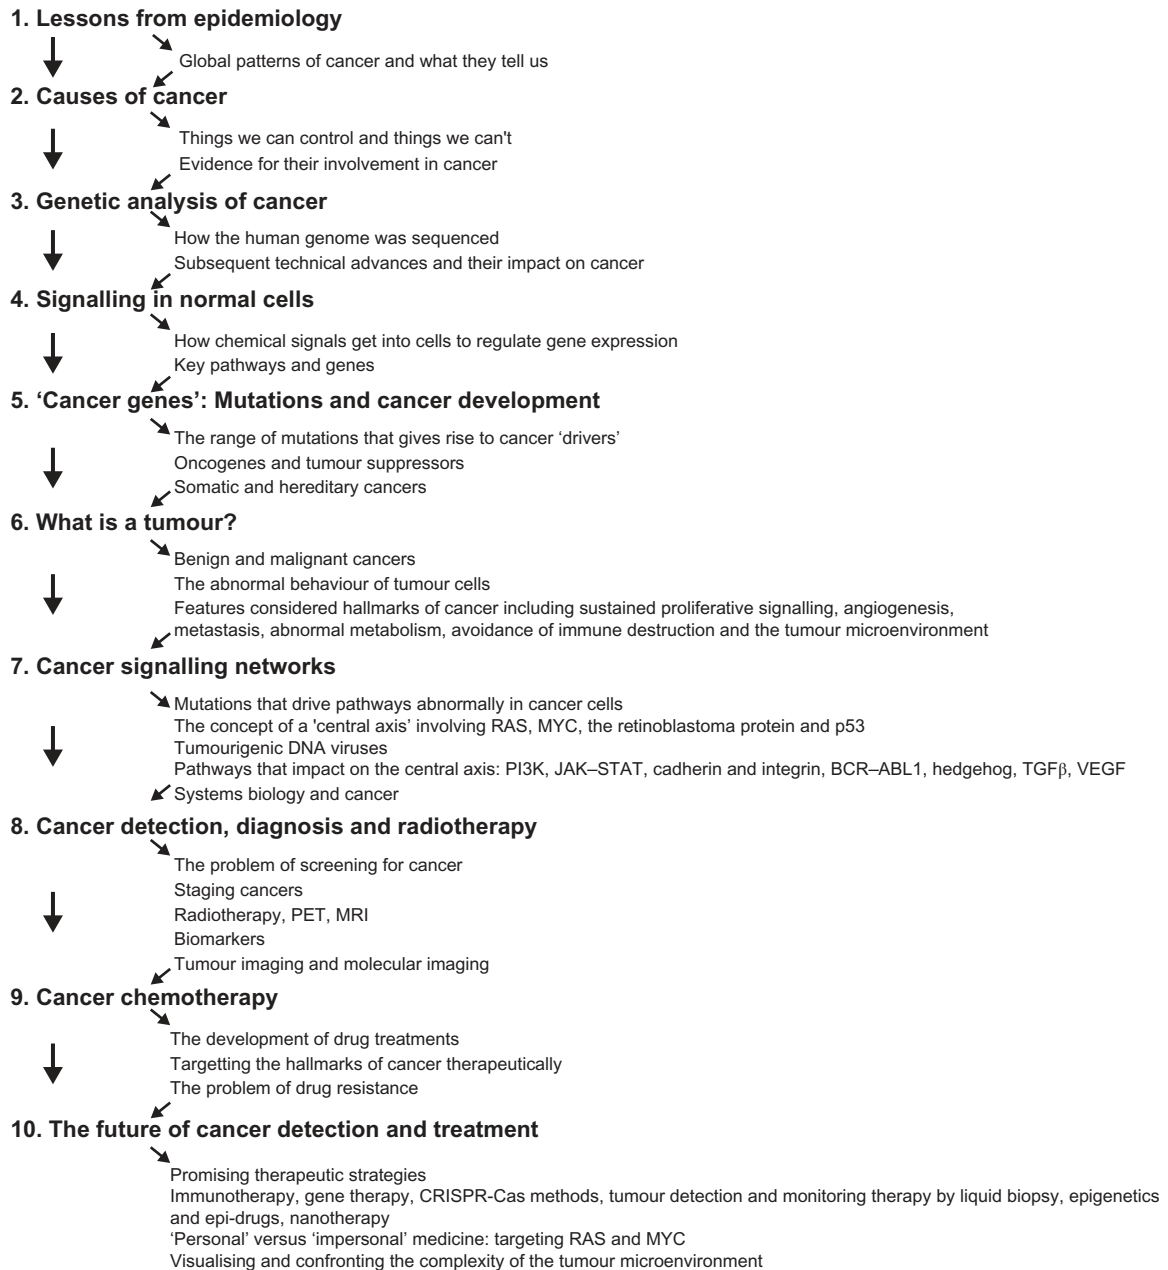 1. Lessons from epidemiology
Global patterns of cancer and what they tell us
2. Causes of cancer
Things we can control and things we can't
Evidence for their involvement in cancer
3. Genetic analysis of cancer
How the human genome was sequenced
Subsequent technical advances and their impact on cancer
4. Signalling in normal cells
How chemical signals get into cells to regulate gene expression
Key pathways and genes
5. ‘Cancer genes’: Mutations and cancer development
The range of mutations that gives rise to cancer ‘drivers’
Oncogenes and tumour suppressors
Somatic and hereditary cancers
6. What is a tumour?
Benign and malignant cancers
The abnormal behaviour of tumour cells
Features considered hallmarks of cancer including sustained proliferative signalling, angiogenesis,
metastasis, abnormal metabolism, avoidance of immune destruction and the tumour microenvironment
7. Cancer signalling networks
Mutations that drive pathways abnormally in cancer cells
The concept of a 'central axis’ involving RAS, MYC, the retinoblastoma protein and p53
Tumourigenic DNA viruses
Pathways that impact on the central axis: PI3K, JAK–STAT, cadherin and integrin, BCR–ABL1, hedgehog, TGFβ, VEGF
Systems biology and cancer
8. Cancer detection, diagnosis and radiotherapy
The problem of screening for cancer
Staging cancers
Radiotherapy, PET, MRI
Biomarkers
Tumour imaging and molecular imaging
9. Cancer chemotherapy
The development of drug treatments
Targetting the hallmarks of cancer therapeutically
The problem of drug resistance
10. The future of cancer detection and treatment
Promising therapeutic strategies
Immunotherapy, gene therapy, CRISPR-Cas methods, tumour detection and monitoring therapy by liquid biopsy, epigenetics
and epi-drugs, nanotherapy
‘Personal’ versus ‘impersonal’ medicine: targeting RAS and MYC
Visualising and confronting the complexity of the tumour microenvironment